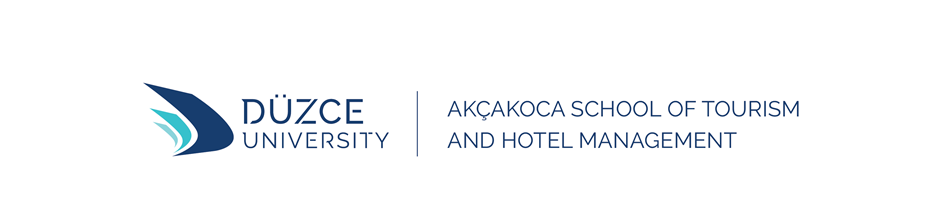 DÜZCE
UNIVERSITY
AKÇAKOCA SCHOOL OF TOURISM
AND HOTEL MANAGEMENT